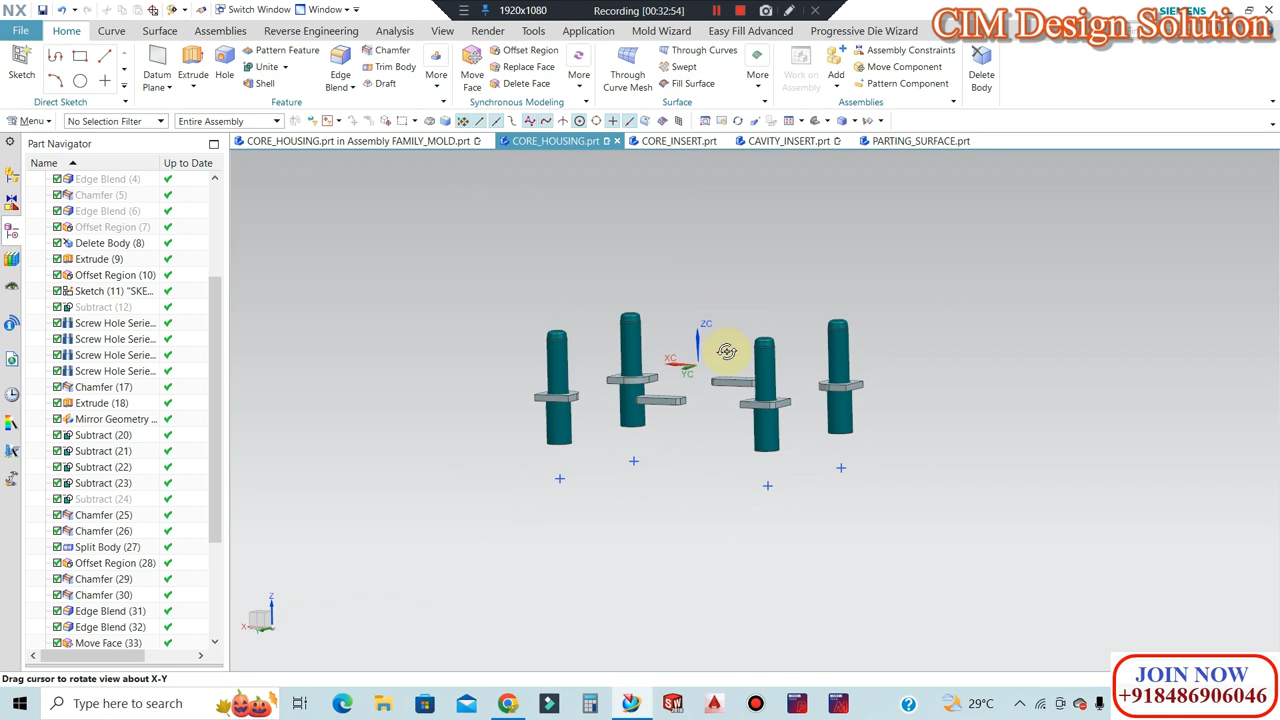 NX Switch Window Window 1920x1080 Recording [00:32:54] SIEMENS
CIM Design Solution
File Home Curve Surface Assemblies Reverse Engineering Analysis View Render Tools Application Mold Wizard Easy Fill Advanced Progressive Die Wizard
Sketch Datum Plane Extrude Hole Pattern Feature Unite Shell Edge Blend Chamfer Trim Body Draft More Move Face Offset Region Replace Face Delete Face More Through Curve Mesh Through Curves Swept Fill Surface More Work on Assembly Add Assembly Constraints Move Component Pattern Component Delete Body
Direct Sketch Feature Synchronous Modeling Surface Assemblies
Menu No Selection Filter Entire Assembly
Part Navigator CORE_HOUSING.prt in Assembly FAMILY_MOLD.prt CORE_HOUSING.prt CORE_INSERT.prt CAVITY_INSERT.prt PARTING_SURFACE.prt
Name Up to Date
Edge Blend (4)
Chamfer (5)
Edge Blend (6)
Offset Region (7)
Delete Body (8)
Extrude (9)
Offset Region (10)
Sketch (11) "SKE...
Subtract (12)
Screw Hole Serie...
Screw Hole Serie...
Screw Hole Serie...
Screw Hole Serie...
Chamfer (17)
Extrude (18)
Mirror Geometry ...
Subtract (20)
Subtract (21)
Subtract (22)
Subtract (23)
Subtract (24)
Chamfer (25)
Chamfer (26)
Split Body (27)
Offset Region (28)
Chamfer (29)
Chamfer (30)
Edge Blend (31)
Edge Blend (32)
Move Face (33)
ZC
XC
YC
Z
X
Y
Drag cursor to rotate view about X-Y
JOIN NOW
+918486906046
Type here to search 29°C